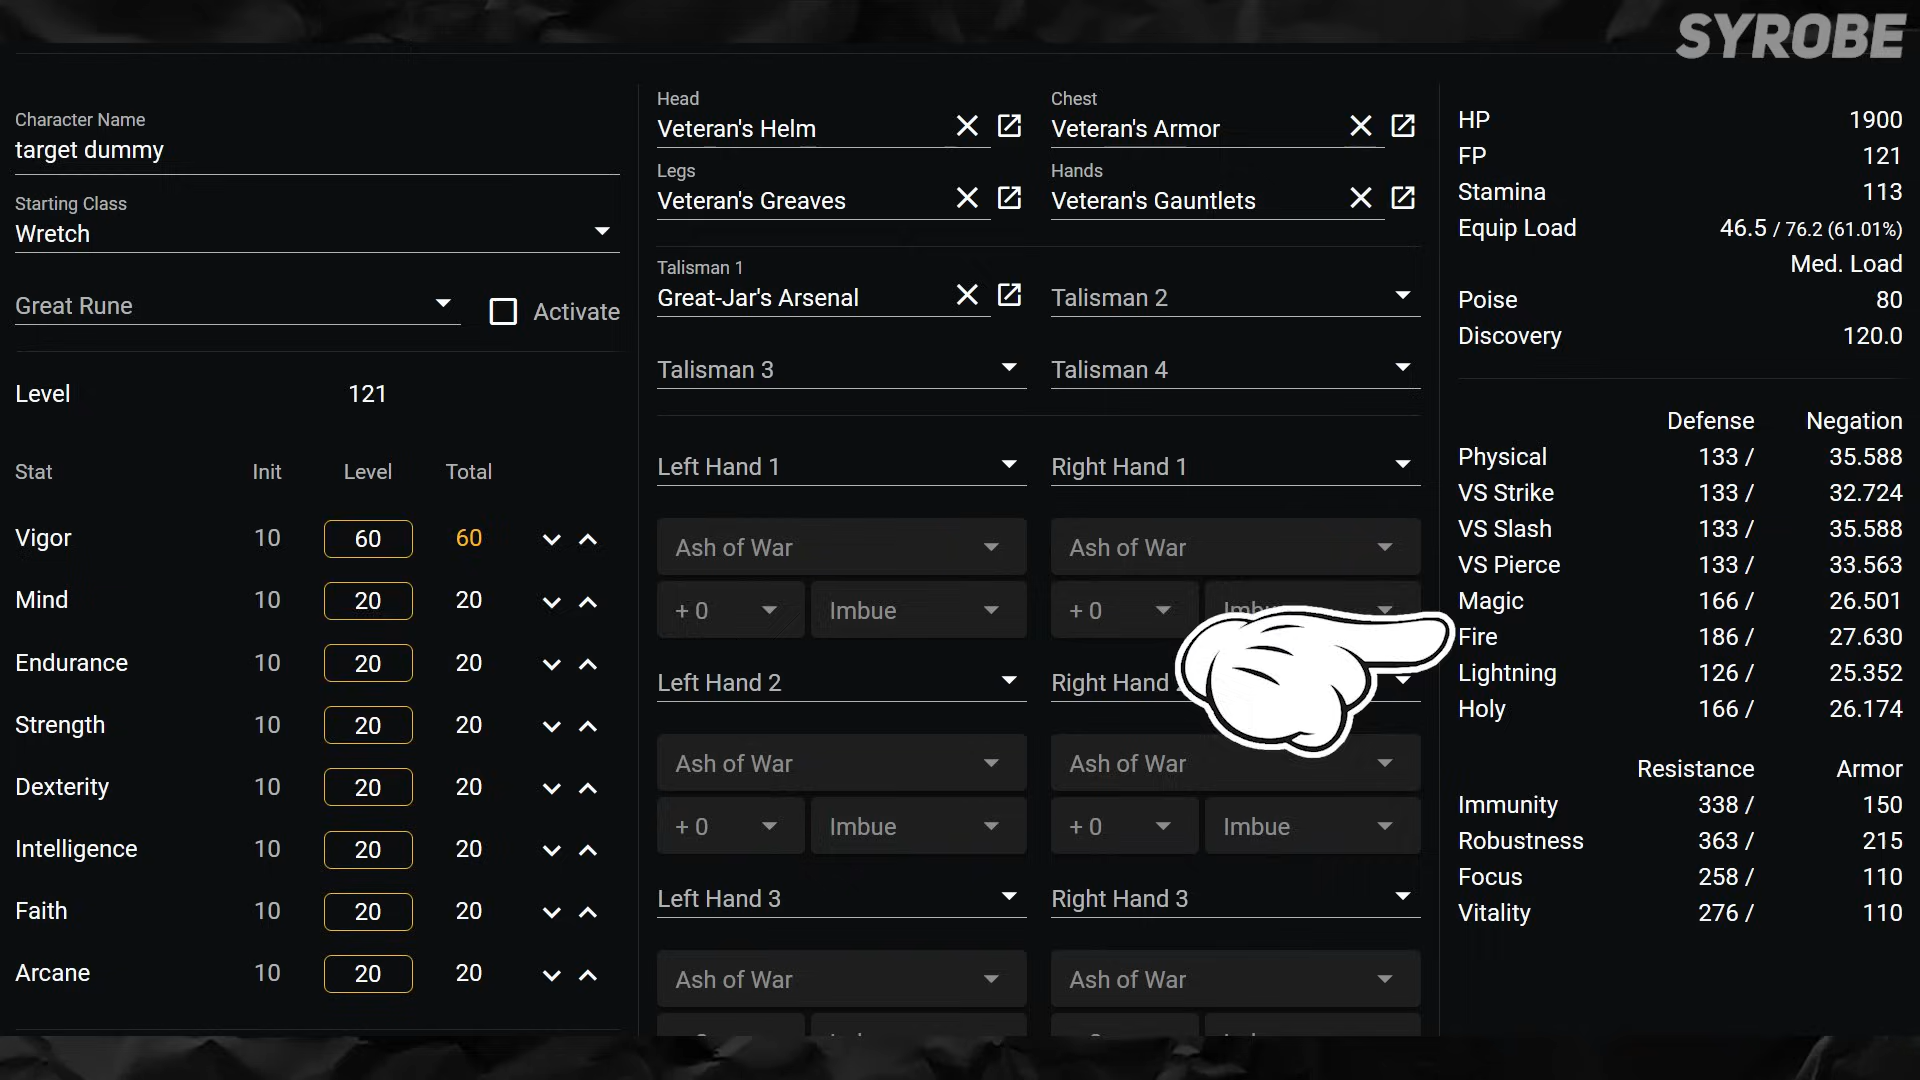 SYROBE
Character Name
target dummy
Starting Class
Wretch
Great Rune
Activate
Level 121
Stat Init Level Total
Vigor 10 60 60
Mind 10 20 20
Endurance 10 20 20
Strength 10 20 20
Dexterity 10 20 20
Intelligence 10 20 20
Faith 10 20 20
Arcane 10 20 20
Head Chest
Veteran's Helm Veteran's Armor
Legs Hands
Veteran's Greaves Veteran's Gauntlets
Talisman 1
Great-Jar's Arsenal Talisman 2
Talisman 3 Talisman 4
Left Hand 1 Right Hand 1
Ash of War Ash of War
+ 0 Imbue + 0 Imbue
Left Hand 2 Right Hand
Ash of War Ash of War
+ 0 Imbue + 0 Imbue
Left Hand 3 Right Hand 3
Ash of War Ash of War
HP 1900
FP 121
Stamina 113
Equip Load 46.5 / 76.2 (61.01%)
Med. Load
Poise 80
Discovery 120.0
Defense Negation
Physical 133 / 35.588
VS Strike 133 / 32.724
VS Slash 133 / 35.588
VS Pierce 133 / 33.563
Magic 166 / 26.501
Fire 186 / 27.630
Lightning 126 / 25.352
Holy 166 / 26.174
Resistance Armor
Immunity 338 / 150
Robustness 363 / 215
Focus 258 / 110
Vitality 276 / 110